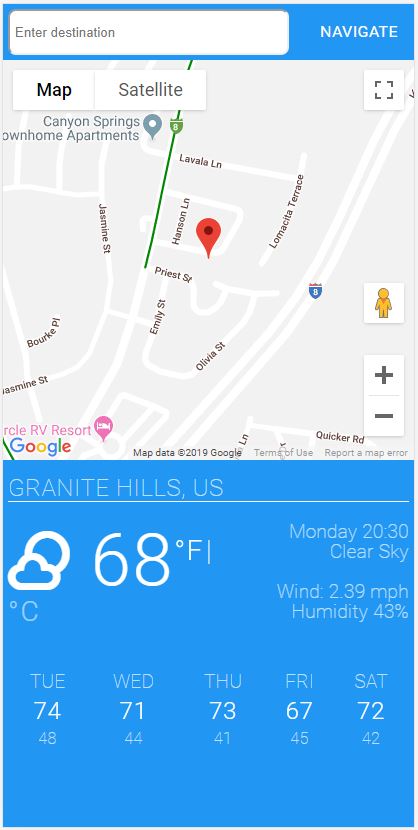 Enter destination
NAVIGATE
Map
Satellite
Canyon Springs
ownhome Apartments
8
Lavala Ln
Jasmine St
Hanson Ln
Lomacita Terrace
Priest St
8
Emily St
Bourke Pl
Olivia St
Jasmine St
rcle RV Resort
Ln
Quicker Rd
Google
Map data ©2019 Google
Terms of Use
Report a map error
GRANITE HILLS, US
68 °F|
°C
Monday 20:30
Clear Sky
Wind: 2.39 mph
Humidity 43%
TUE WED THU FRI SAT
74 71 73 67 72
48 44 41 45 42